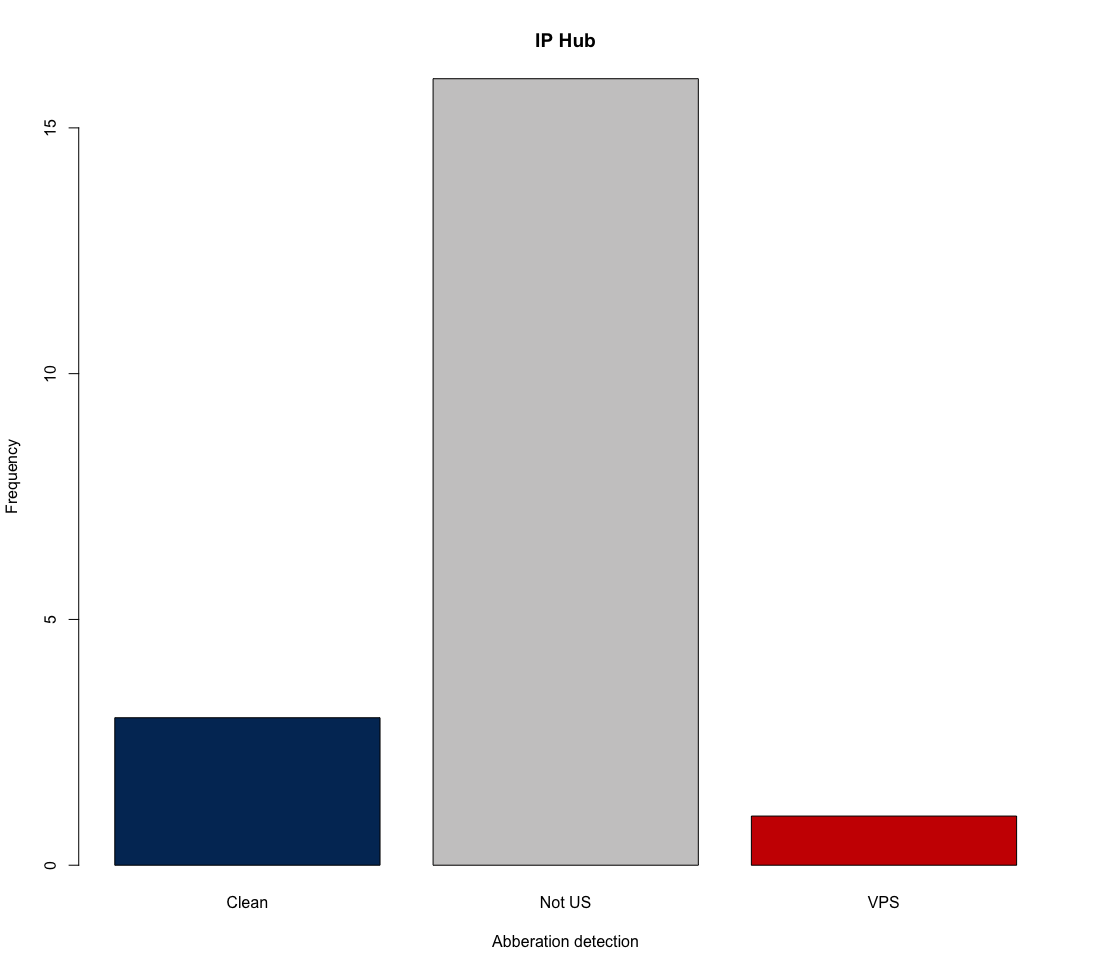 IP Hub
15
10
5
0
Frequency
Clean
Not US
VPS
Abberation detection